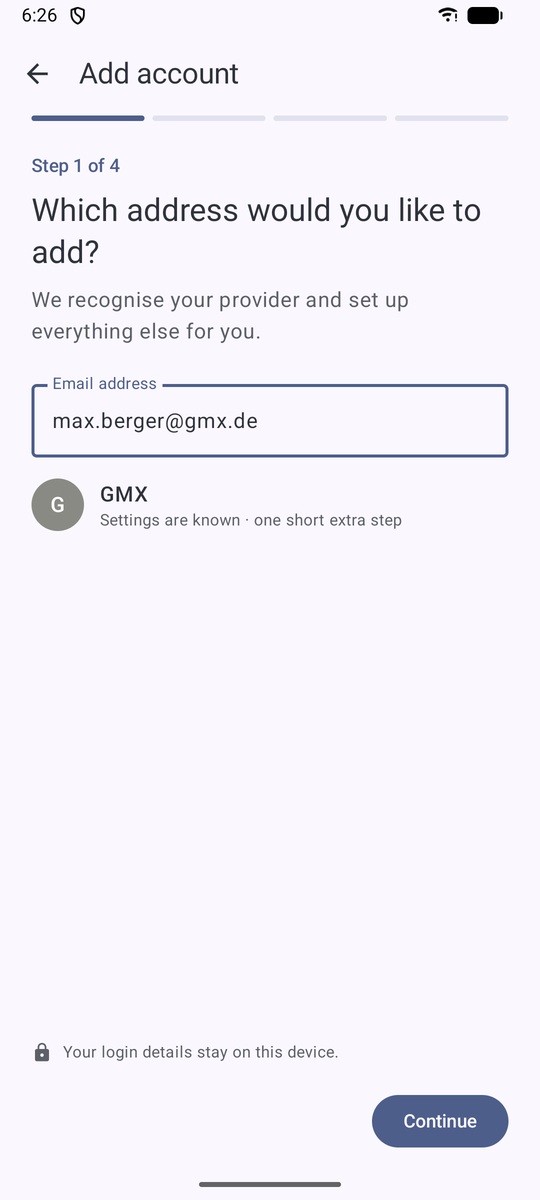 6:26
Add account
Step 1 of 4
Which address would you like to
add?
We recognise your provider and set up
everything else for you.
Email address
max.berger@gmx.de
G
GMX
Settings are known · one short extra step
Your login details stay on this device.
Continue